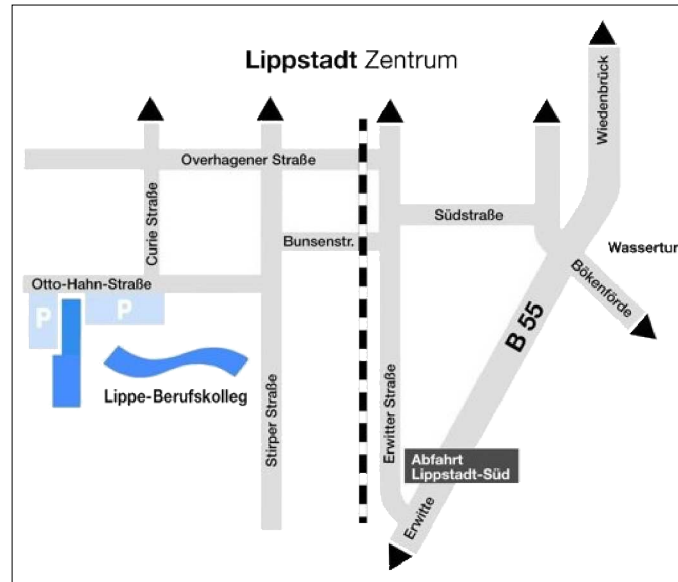 Lippstadt Zentrum
Wiedenbrück
Overhagener Straße
Curie Straße
Südstraße
Bunsenstr.
Wassertur
Bökenförde
Otto-Hahn-Straße
P
P
B 55
Lippe-Berufskolleg
Stirper Straße
Erwitter Straße
Abfahrt
Lippstadt-Süd
Erwitte